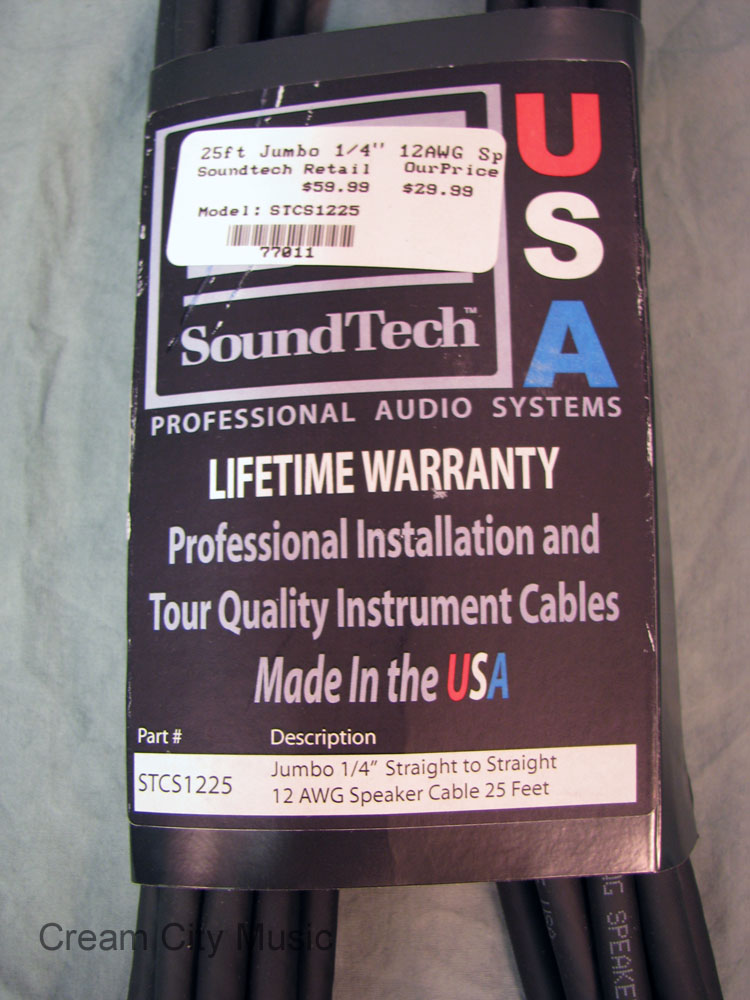 25ft Jumbo 1/4" 12AWG Sp
Soundtech Retail OurPrice
$59.99 $29.99
Model: STCS1225
77011
USA
SoundTech™
PROFESSIONAL AUDIO SYSTEMS
LIFETIME WARRANTY
Professional Installation and
Tour Quality Instrument Cables
Made In the USA
Part # Description
STCS1225
Jumbo 1/4” Straight to Straight
12 AWG Speaker Cable 25 Feet
Cream City Music